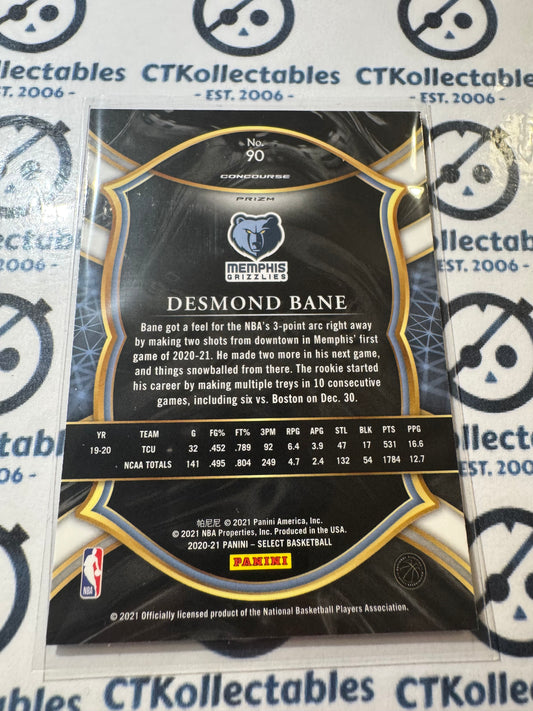 CTKollectables
- EST. 2006 -
No.
90
CONCOURSE
PRIZM
MEMPHIS
GRIZZLIES
DESMOND BANE
Bane got a feel for the NBA's 3-point arc right away
by making two shots from downtown in Memphis' first
game of 2020-21. He made two more in his next game,
and things snowballed from there. The rookie started
his career by making multiple treys in 10 consecutive
games, including six vs. Boston on Dec. 30.
YR TEAM G FG% FT% 3PM RPG APG STL BLK PTS PPG
19-20 TCU 32 .452 .789 92 6.4 3.9 47 17 531 16.6
NCAA TOTALS 141 .495 .804 249 4.7 2.4 132 54 1784 12.7
帕尼尼 © 2021 Panini America, Inc.
© 2021 NBA Properties, Inc. Produced in the USA.
2020-21 PANINI – SELECT BASKETBALL
PANINI
NBA
© 2021 Officially licensed product of the National Basketball Players Association.
CTKollectables